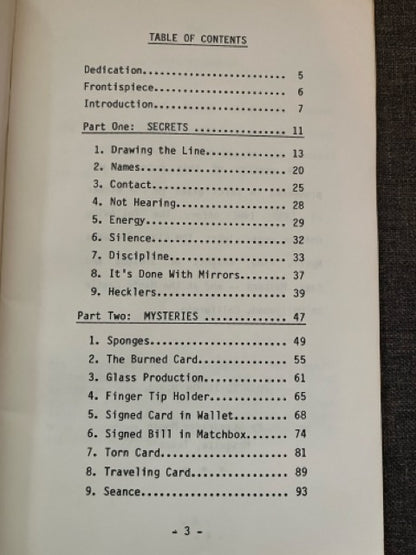 TABLE OF CONTENTS
Dedication........................ 5
Frontispiece...................... 6
Introduction...................... 7
Part One: SECRETS ............... 11
1. Drawing the Line............. 13
2. Names........................ 20
3. Contact...................... 25
4. Not Hearing.................. 28
5. Energy....................... 29
6. Silence...................... 32
7. Discipline................... 33
8. It's Done With Mirrors....... 37
9. Hecklers..................... 39
Part Two: MYSTERIES ............. 47
1. Sponges...................... 49
2. The Burned Card.............. 55
3. Glass Production............. 61
4. Finger Tip Holder............ 65
5. Signed Card in Wallet........ 68
6. Signed Bill in Matchbox...... 74
7. Torn Card.................... 81
8. Traveling Card............... 89
9. Seance....................... 93
- 3 -